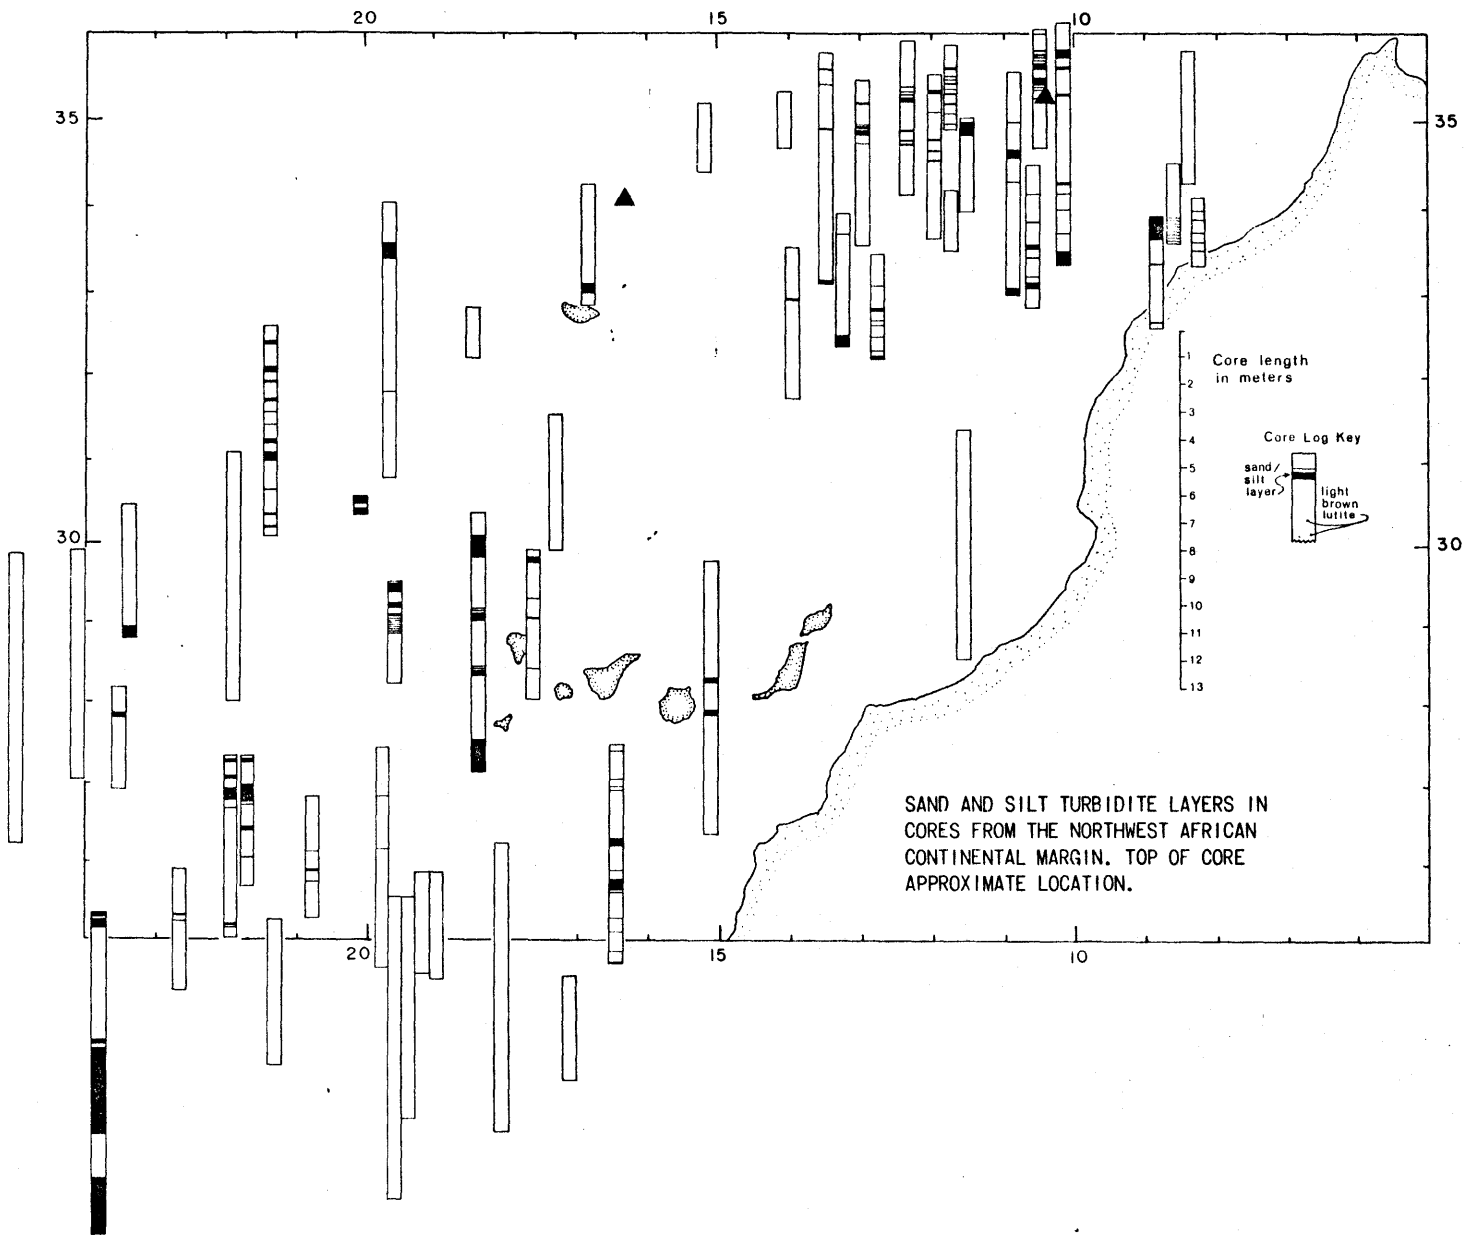 20
15
10
35
35
1
Core length
in meters
2
3
4
Core Log Key
5
sand/
silt
layer
6
light
brown
lutite
7
30
30
8
9
10
11
12
13
SAND AND SILT TURBIDITE LAYERS IN
CORES FROM THE NORTHWEST AFRICAN
CONTINENTAL MARGIN. TOP OF CORE
APPROXIMATE LOCATION.
20
15
10